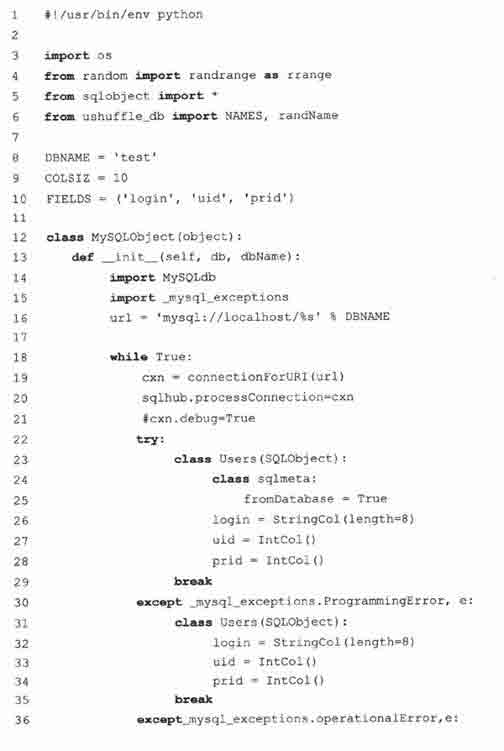 1 #!/usr/bin/env python
2
3 import os
4 from random import randrange as rrange
5 from sqlobject import *
6 from ushuffle_db import NAMES, randName
7
8 DBNAME = 'test'
9 COLSIZ = 10
10 FIELDS = ('login', 'uid', 'prid')
11
12 class MySQLObject(object):
13     def __init__(self, db, dbName):
14         import MySQLdb
15         import _mysql_exceptions
16         url = 'mysql://localhost/%s' % DBNAME
17
18         while True:
19             cxn = connectionForURI(url)
20             sqlhub.processConnection=cxn
21             #cxn.debug=True
22             try:
23                 class Users(SQLObject):
24                     class sqlmeta:
25                         fromDatabase = True
26                     login = StringCol(length=8)
27                     uid = IntCol()
28                     prid = IntCol()
29                 break
30             except _mysql_exceptions.ProgrammingError, e:
31                 class Users(SQLObject):
32                     login = StringCol(length=8)
33                     uid = IntCol()
34                     prid = IntCol()
35                 break
36             except_mysql_exceptions.operationalError,e: